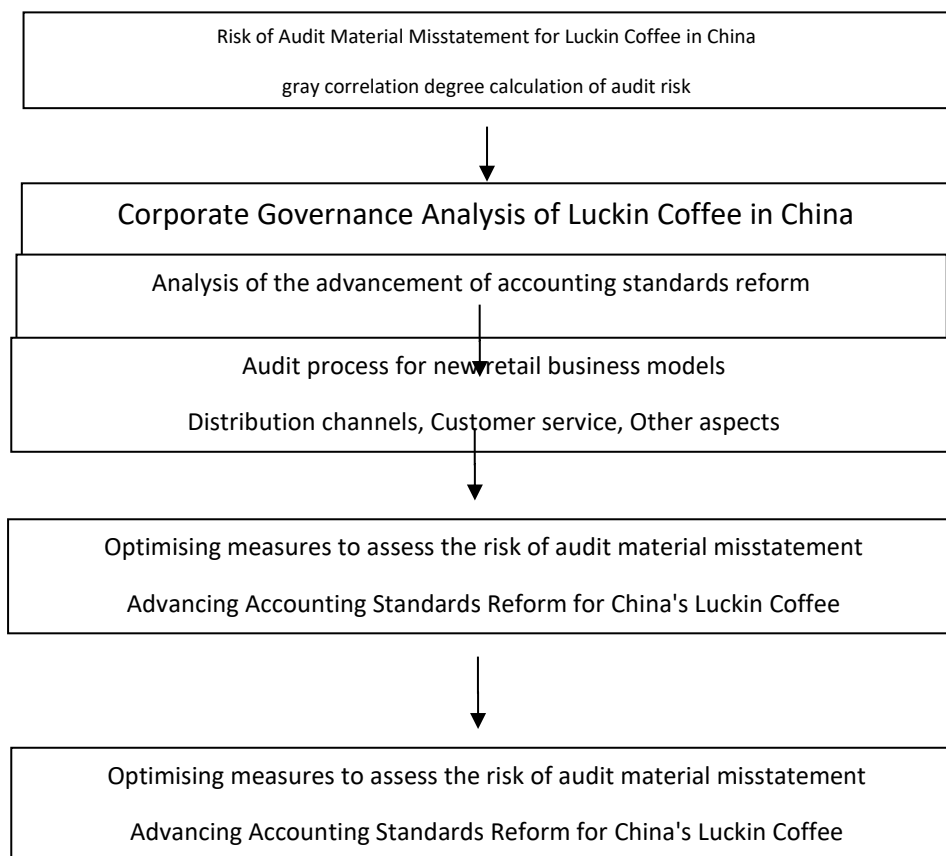 Risk of Audit Material Misstatement for Luckin Coffee in China
gray correlation degree calculation of audit risk
Corporate Governance Analysis of Luckin Coffee in China
Analysis of the advancement of accounting standards reform
Audit process for new retail business models
Distribution channels, Customer service, Other aspects
Optimising measures to assess the risk of audit material misstatement
Advancing Accounting Standards Reform for China's Luckin Coffee
Optimising measures to assess the risk of audit material misstatement
Advancing Accounting Standards Reform for China's Luckin Coffee